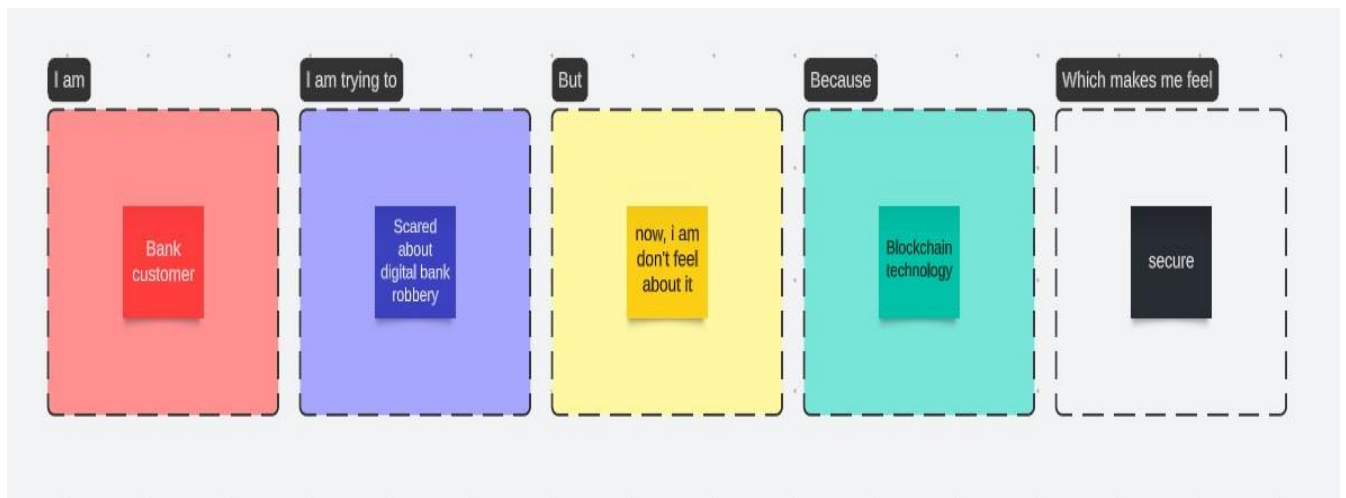 I am
I am trying to
But
Because
Which makes me feel
Bank
customer
Scared
about
digital bank
robbery
now, i am
don't feel
about it
Blockchain
technology
secure